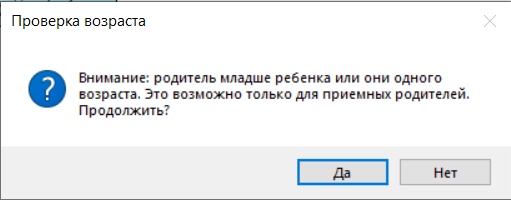 Проверка возраста
Внимание: родитель младше ребенка или они одного
возраста. Это возможно только для приемных родителей.
Продолжить?
Да
Нет